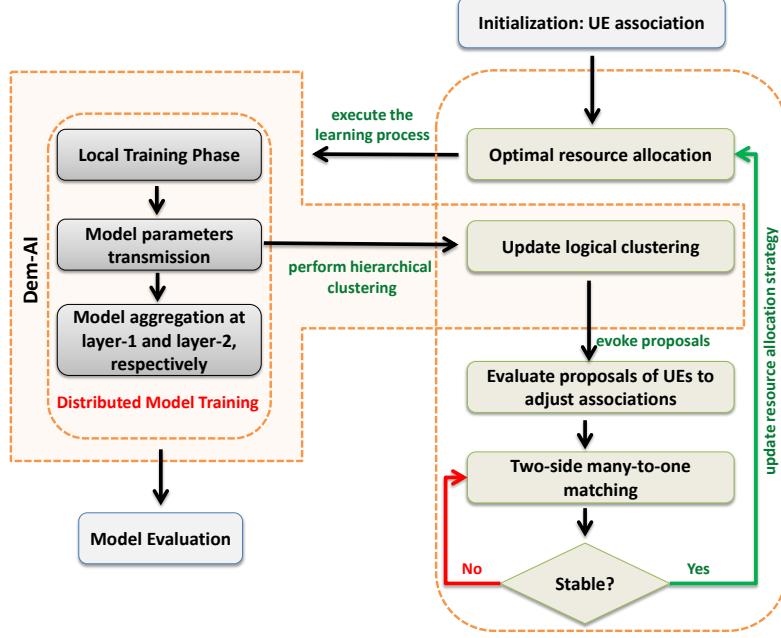 Initialization: UE association
execute the
learning process
Local Training Phase
Optimal resource allocation
Dem-AI
Model parameters
transmission
perform hierarchical
clustering
Update logical clustering
Model aggregation at
layer-1 and layer-2,
respectively
Distributed Model Training
evoke proposals
update resource allocation strategy
Evaluate proposals of UEs to
adjust associations
Two-side many-to-one
matching
Model Evaluation
No
Stable?
Yes